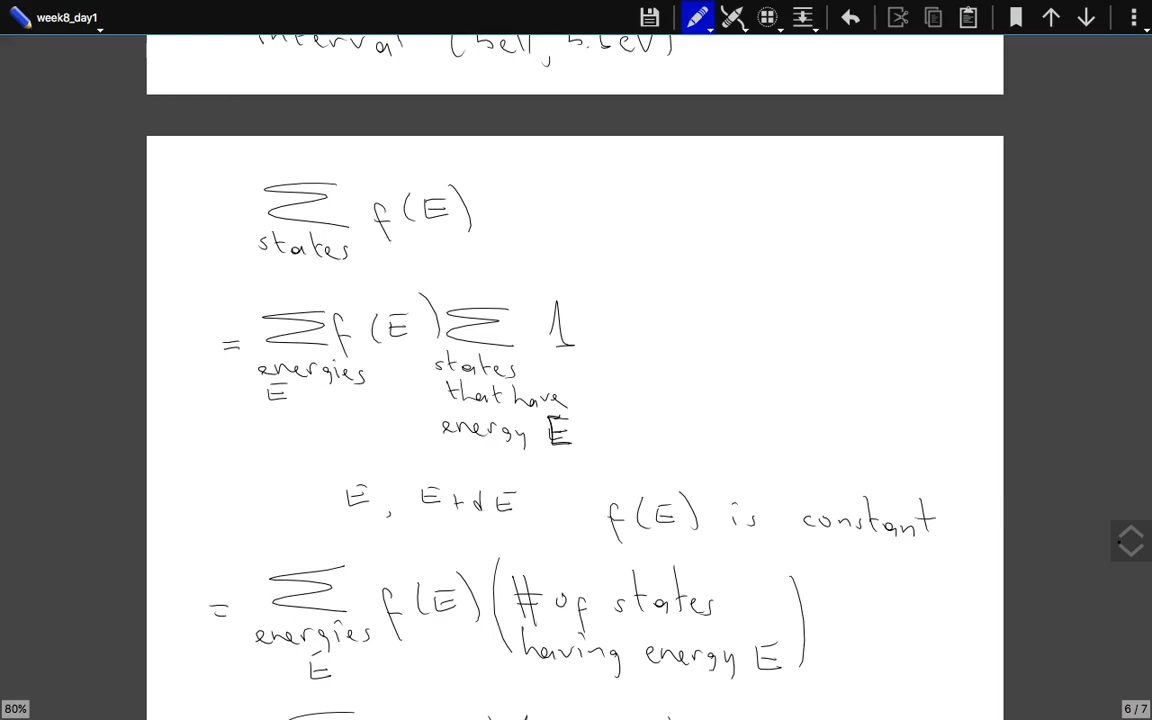 week8_day1
interval
∑ f(E)
states
= ∑ f(E) ∑ 1
energies E states that have energy E
E, E+dE f(E) is constant
= ∑ f(E) (# of states having energy E)
energies E
80%
6 / 7